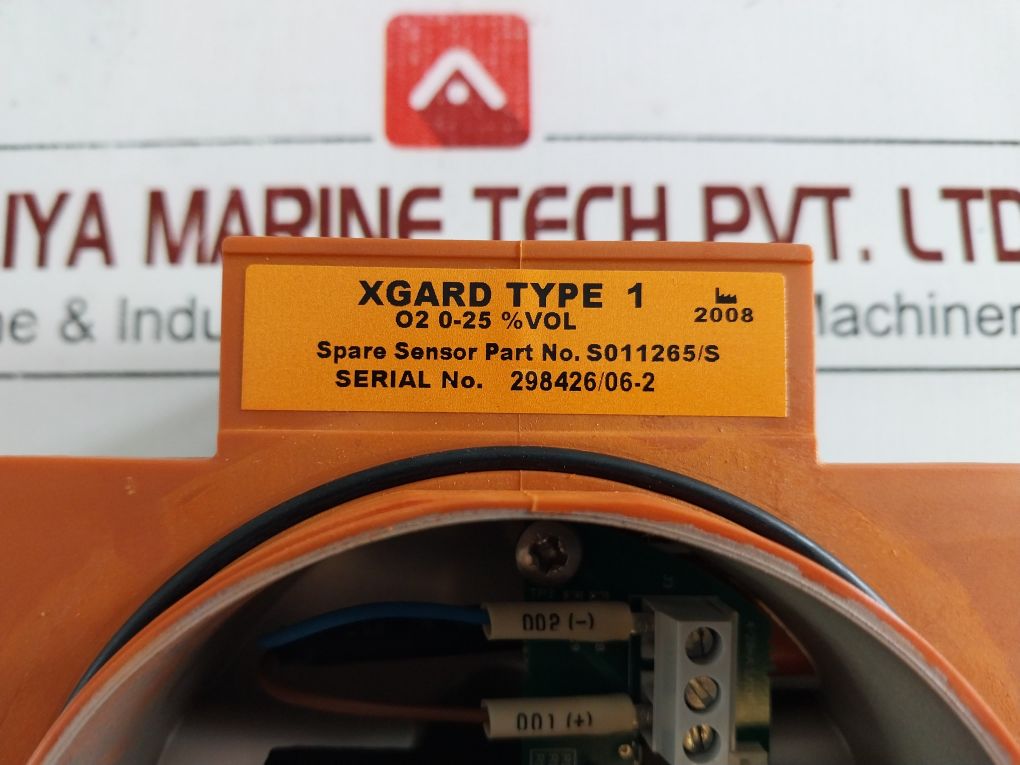 IYA MARINE TECH PVT. LTD
e & Indu
Machiner
XGARD TYPE 1
O2 0-25 %VOL
2008
Spare Sensor Part No. S011265/S
SERIAL No. 298426/06-2
S
002 (-)
001 (+)